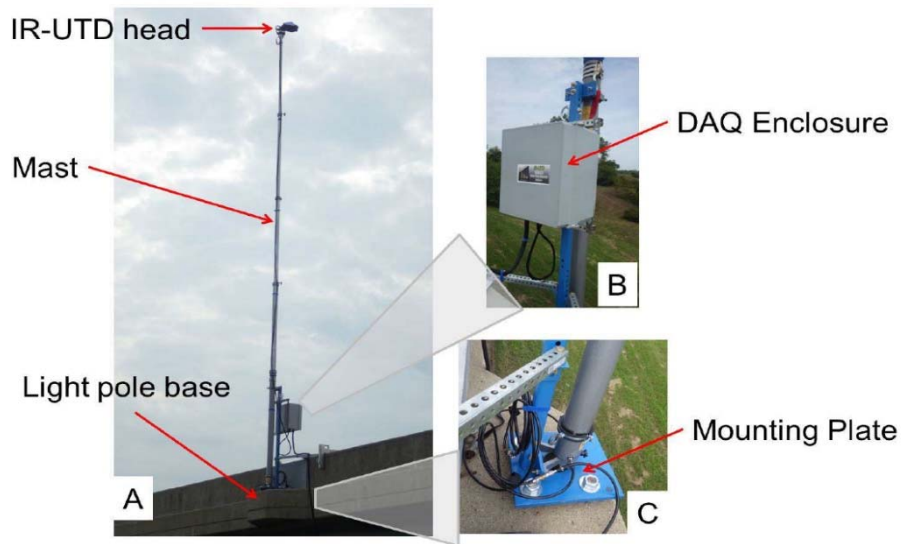 IR-UTD head
Mast
Light pole base
A
DAQ Enclosure
B
Mounting Plate
C